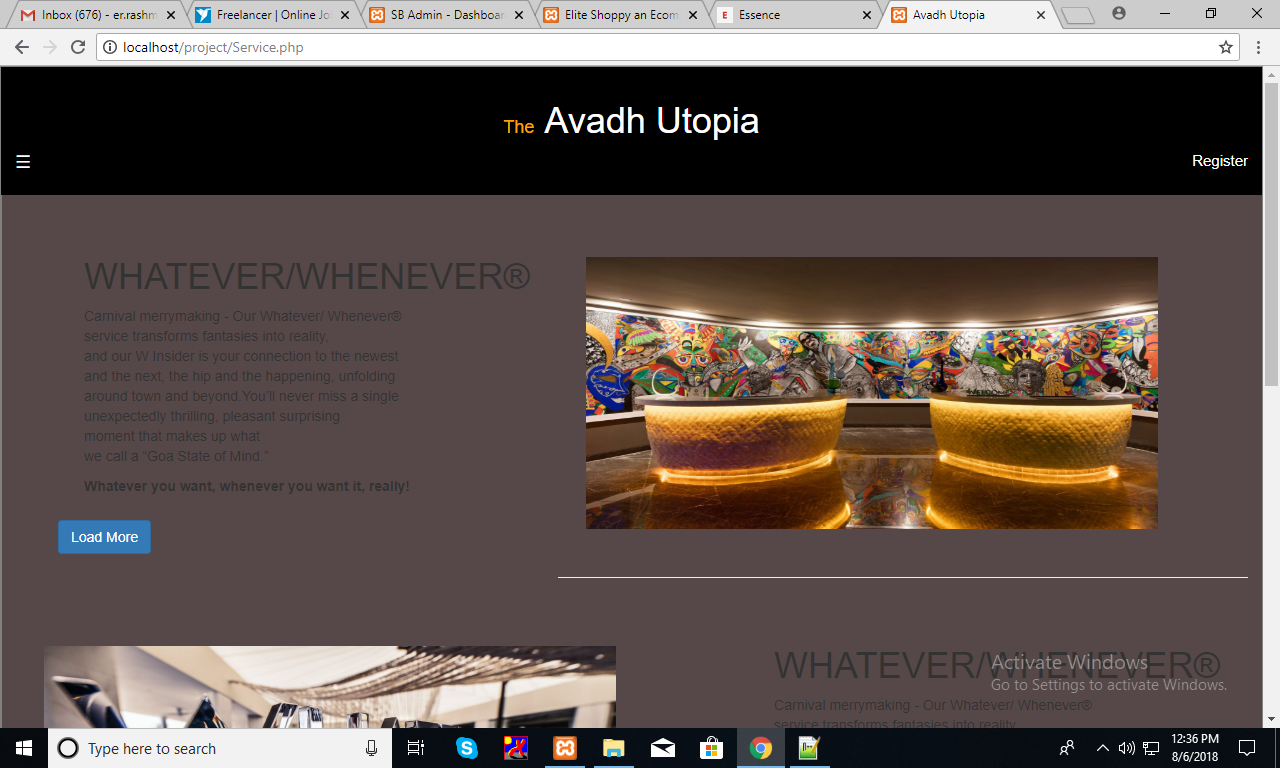 Inbox (676) - er.rashm
Freelancer | Online Jo
SB Admin - Dashboar
Elite Shoppy an Ecom
Essence
Avadh Utopia
localhost/project/Service.php
The Avadh Utopia
☰ Register
WHATEVER/WHENEVER®
Carnival merrymaking - Our Whatever/ Whenever®
service transforms fantasies into reality,
and our W Insider is your connection to the newest
and the next, the hip and the happening, unfolding
around town and beyond.You'll never miss a single
unexpectedly thrilling, pleasant surprising
moment that makes up what
we call a “Goa State of Mind.”
Whatever you want, whenever you want it, really!
Load More
WHATEVER/WHENEVER®
Carnival merrymaking - Our Whatever/ Whenever®
service transforms fantasies into reality
Activate Windows
Go to Settings to activate Windows.
Type here to search
12:36 PM
8/6/2018